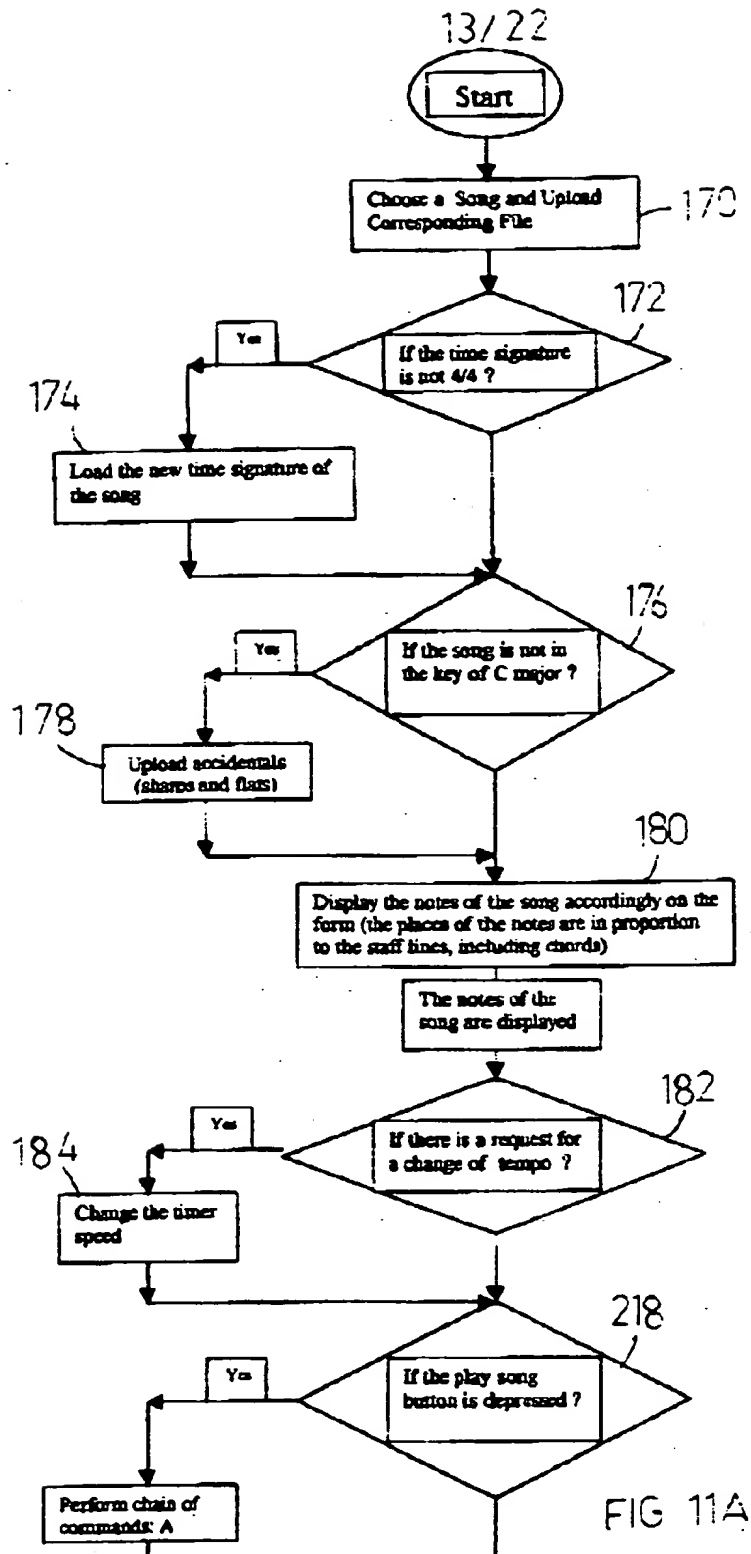 13/22
Start
Choose a Song and Upload
Corresponding File
170
172
Yes
If the time signature
is not 4/4 ?
174
Load the new time signature of
the song
176
Yes
If the song is not in
the key of C major ?
178
Upload accidentals
(sharps and flats)
180
Display the notes of the song accordingly on the
form (the places of the notes are in proportion
to the staff lines, including chords)
The notes of the
song are displayed
182
Yes
If there is a request for
a change of tempo ?
184
Change the timer
speed
218
Yes
If the play song
button is depressed ?
Perform chain of
commands: A
FIG 11A